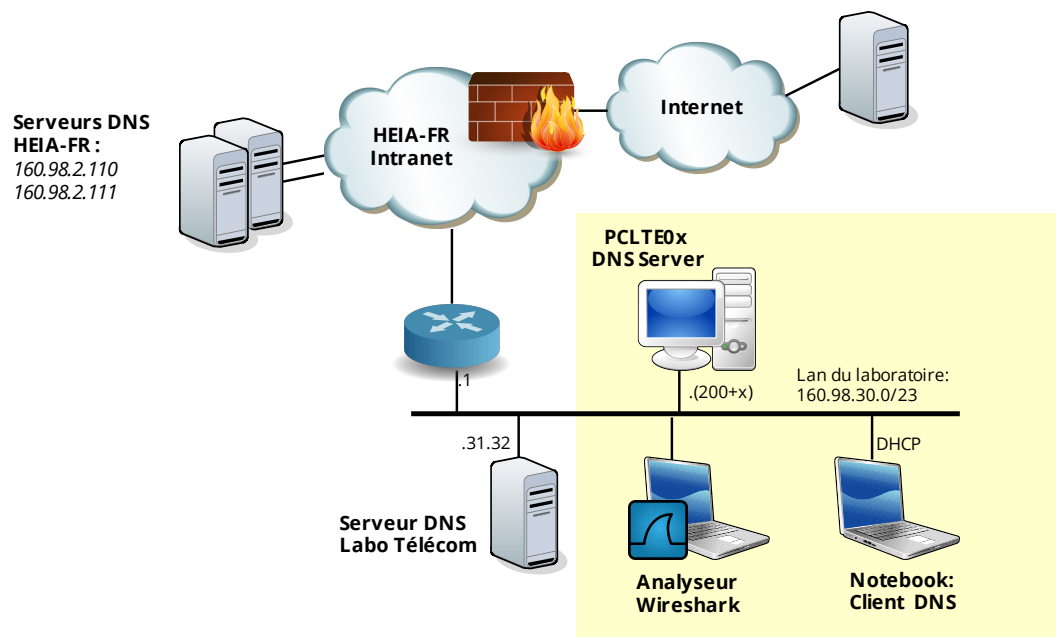 Serveurs DNS
HEIA-FR :
160.98.2.110
160.98.2.111
HEIA-FR
Intranet
Internet
PCLTE0x
DNS Server
.1
.(200+x)
Lan du laboratoire:
160.98.30.0/23
.31.32
DHCP
Serveur DNS
Labo Télécom
Analyseur
Wireshark
Notebook:
Client DNS